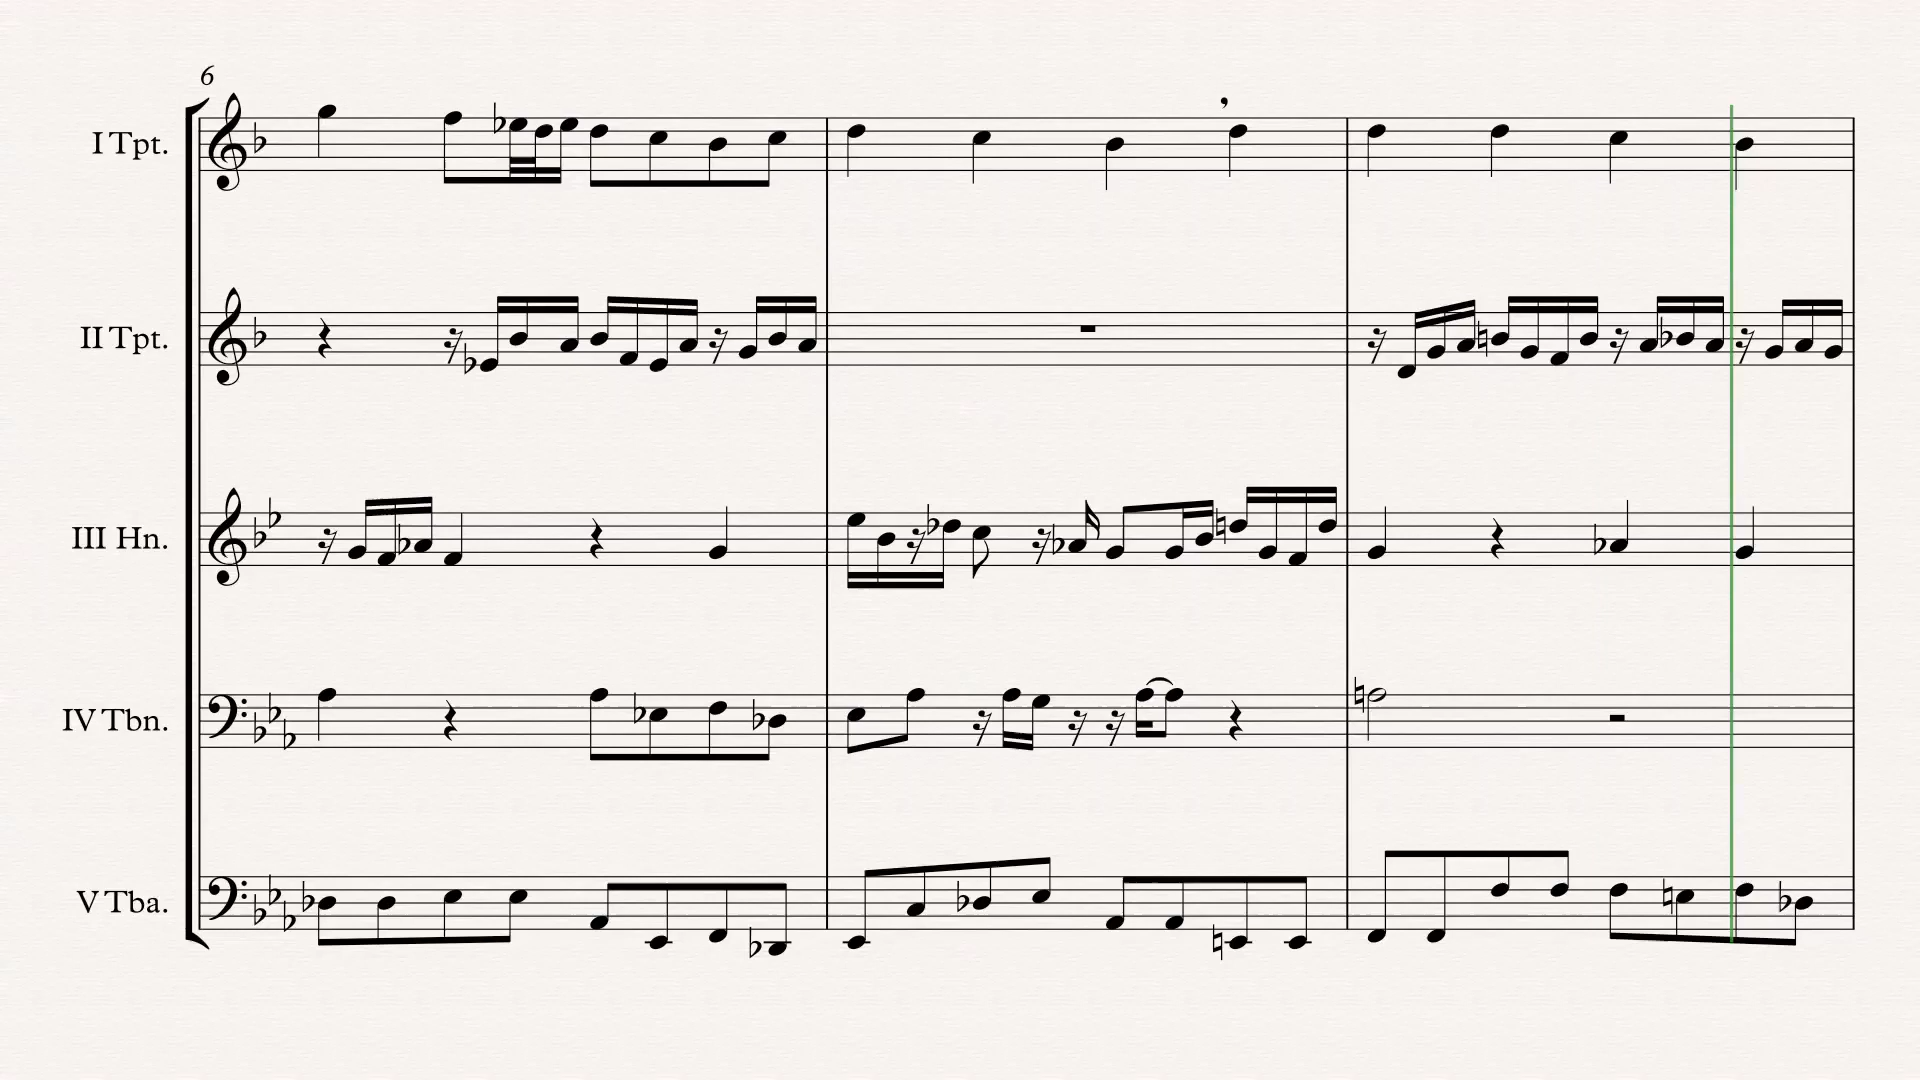 6
I Tpt.
II Tpt.
III Hn.
IV Tbn.
V Tba.